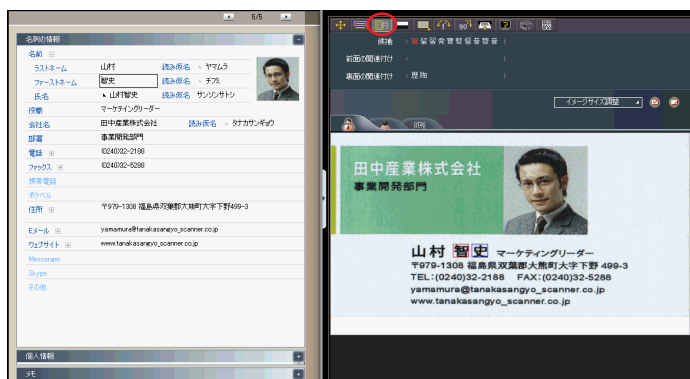 5/5
名刺の情報
名前
ラストネーム 山村 読み仮名 ヤマムラ
ファーストネーム 智史 読み仮名 チフミ
氏名 山村智史 読み仮名 サンソンサトシ
役職 マーケティングリーダー
会社名 田中産業株式会社 読み仮名 タナカサンギョウ
部署 事業開発部門
電話 (0240)32-2188
ファックス (0240)32-5288
携帯電話
ポケベル
住所 〒979-1308 福島県双葉郡大熊町大字下野499-3
Eメール yamamura@tanakasangyo_scanner.co.jp
ウェブサイト www.tanakasangyo_scanner.co.jp
Messenger
Skype
その他
個人情報
メモ
90°
候補
前面の関連付け
裏面の関連付け
イメージサイズ調整
田中産業株式会社
事業開発部門
山村 智史 マーケティングリーダー
〒979-1308 福島県双葉郡大熊町大字下野 499-3
TEL:(0240)32-2188 FAX:(0240)32-5288
yamamura@tanakasangyo_scanner.co.jp
www.tanakasangyo_scanner.co.jp